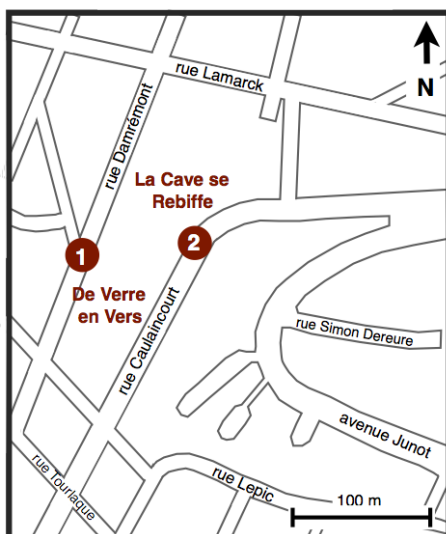 rue Lamarck
N
rue Damrémont
La Cave se
Rebiffe
1
2
De Verre
en Vers
rue Caulaincourt
rue Simon Dereure
avenue Junot
rue Tourlaque
rue Lepic
100 m